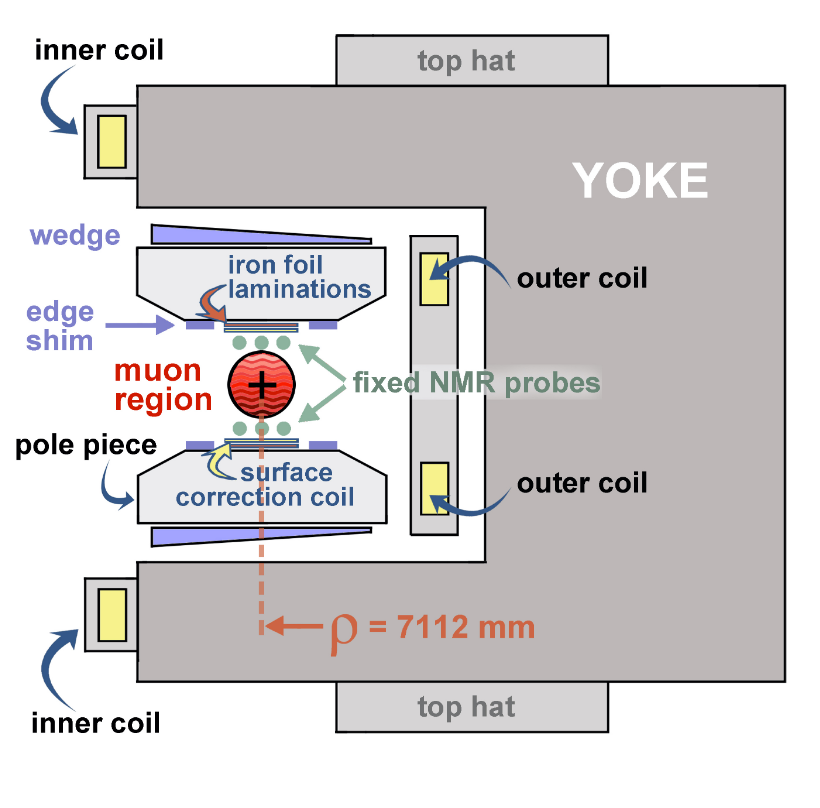 inner coil
top hat
YOKE
wedge
iron foil
laminations
outer coil
edge
shim
muon
region
fixed NMR probes
pole piece
surface
correction coil
outer coil
ρ = 7112 mm
inner coil
top hat